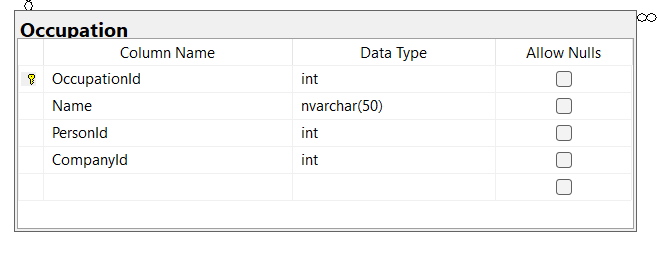 Occupation
Column Name Data Type Allow Nulls
OccupationId int
Name nvarchar(50)
PersonId int
CompanyId int